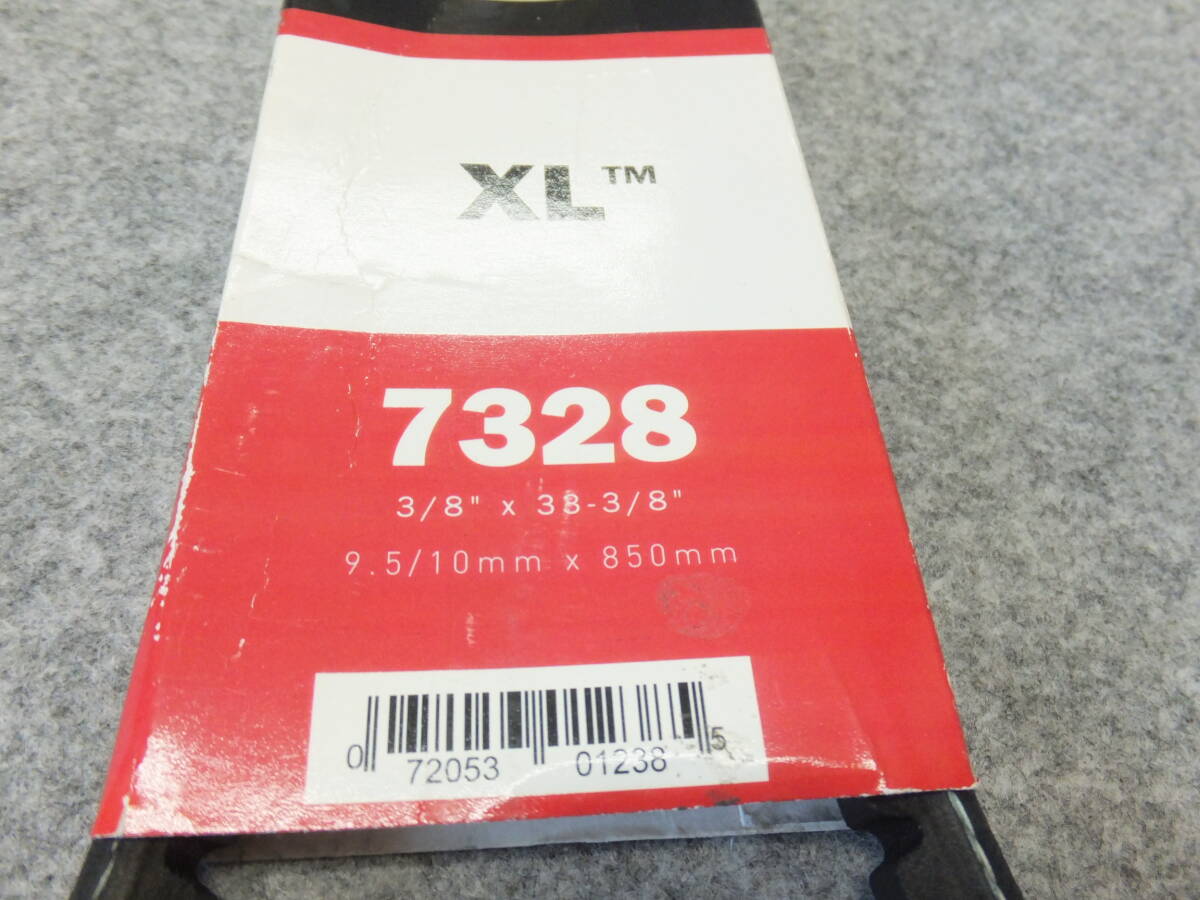 XL™
7328
3/8" x 33-3/8"
9.5/10mm x 850mm
0 72053 01238 5